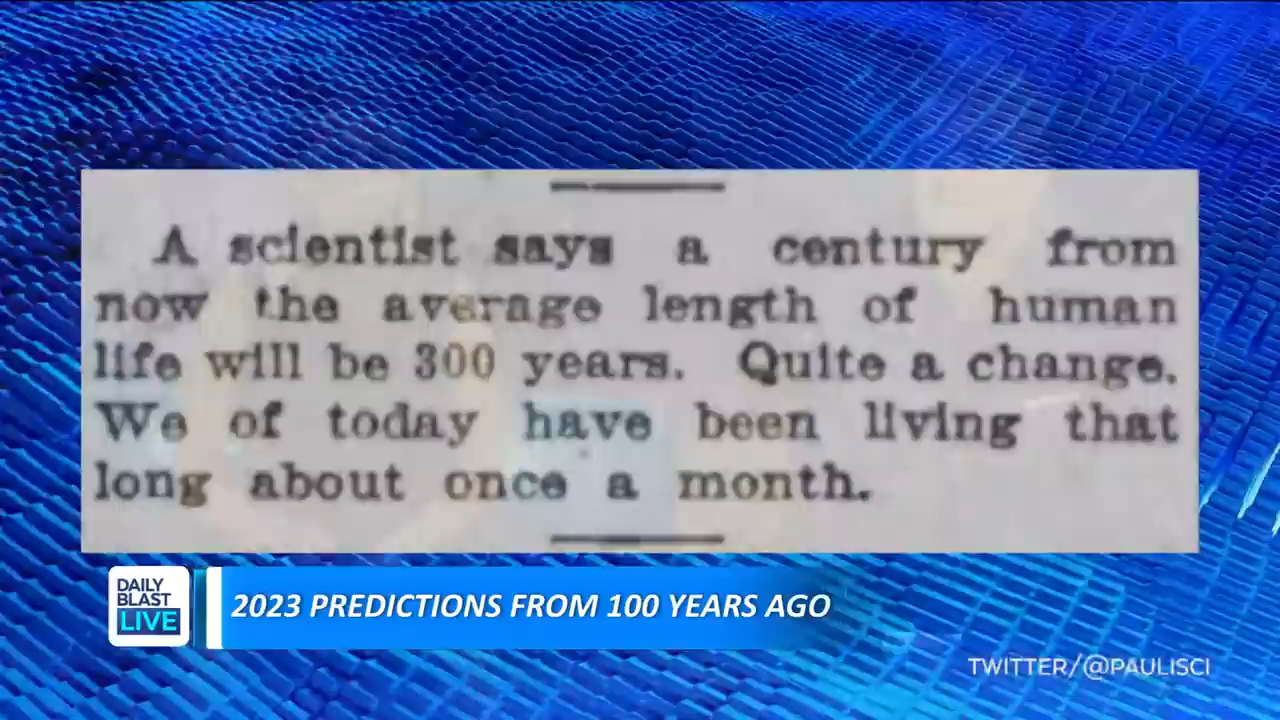 A scientist says a century from
now the average length of human
life will be 300 years. Quite a change.
We of today have been living that
long about once a month.
DAILY
BLAST
LIVE
2023 PREDICTIONS FROM 100 YEARS AGO
TWITTER/@PAULISCI